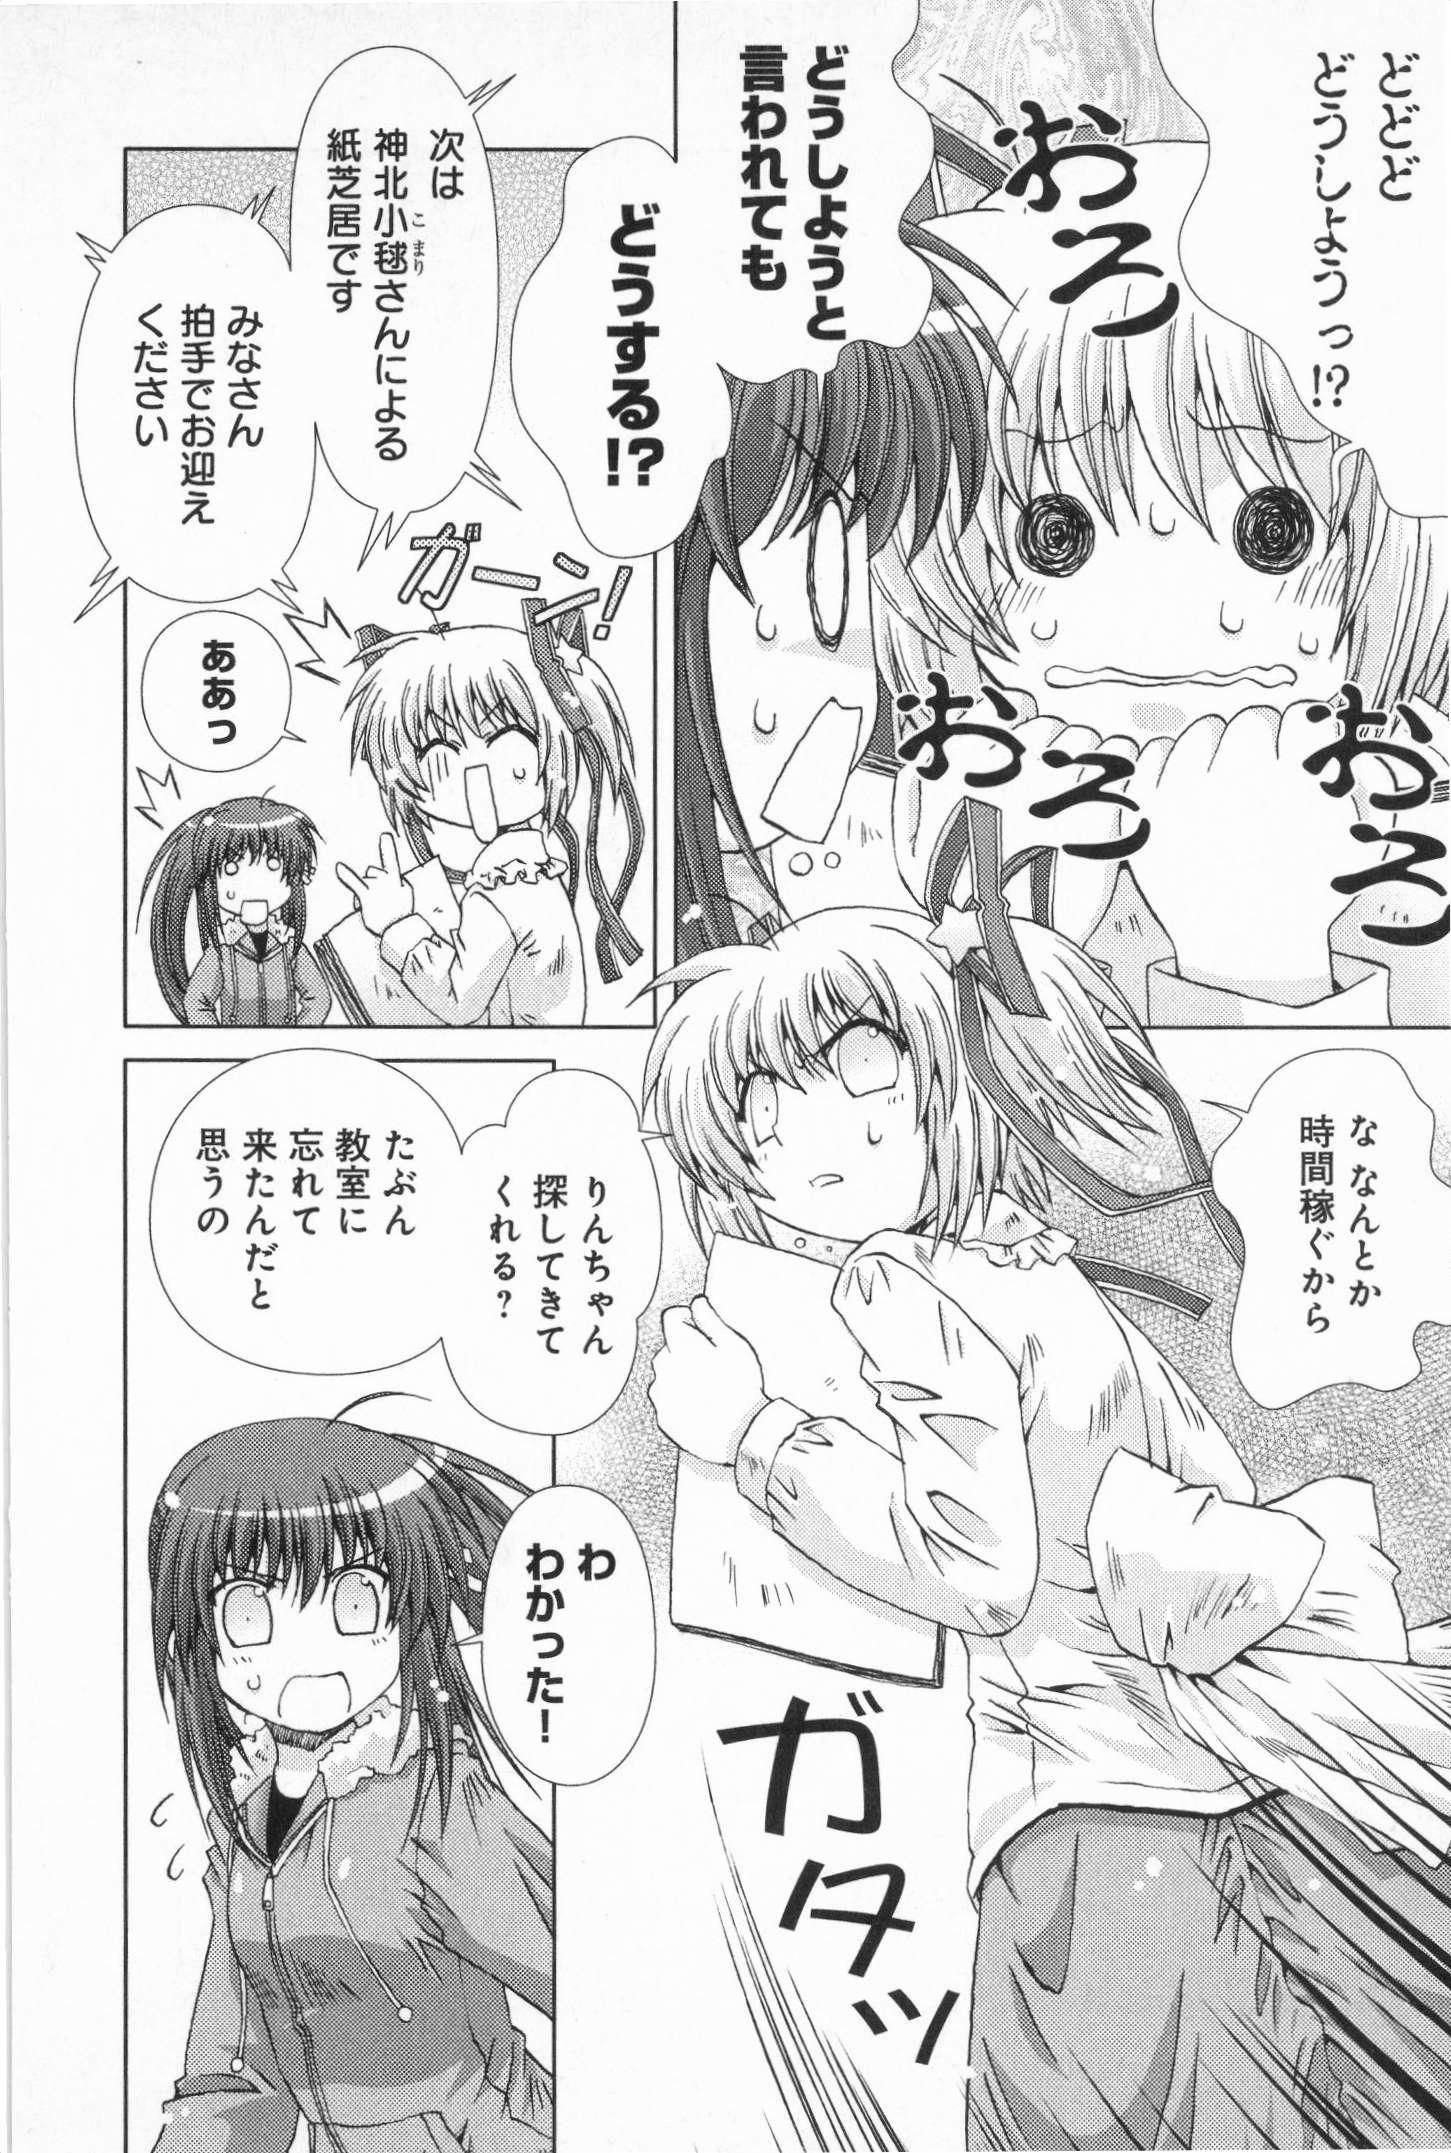 どどど
どうしようっ!?
おろ
おろ
おろ
どうしようと
言われても
どうする!?
次は
神北小毬さんによる
こまり
紙芝居です
みなさん
拍手でお迎え
ください
ガーン!
ああっ
な なんとか
時間稼ぐから
りんちゃん
探してきて
くれる?
たぶん
教室に
忘れて
来たんだと
思うの
ガタッ
わ
わかった!